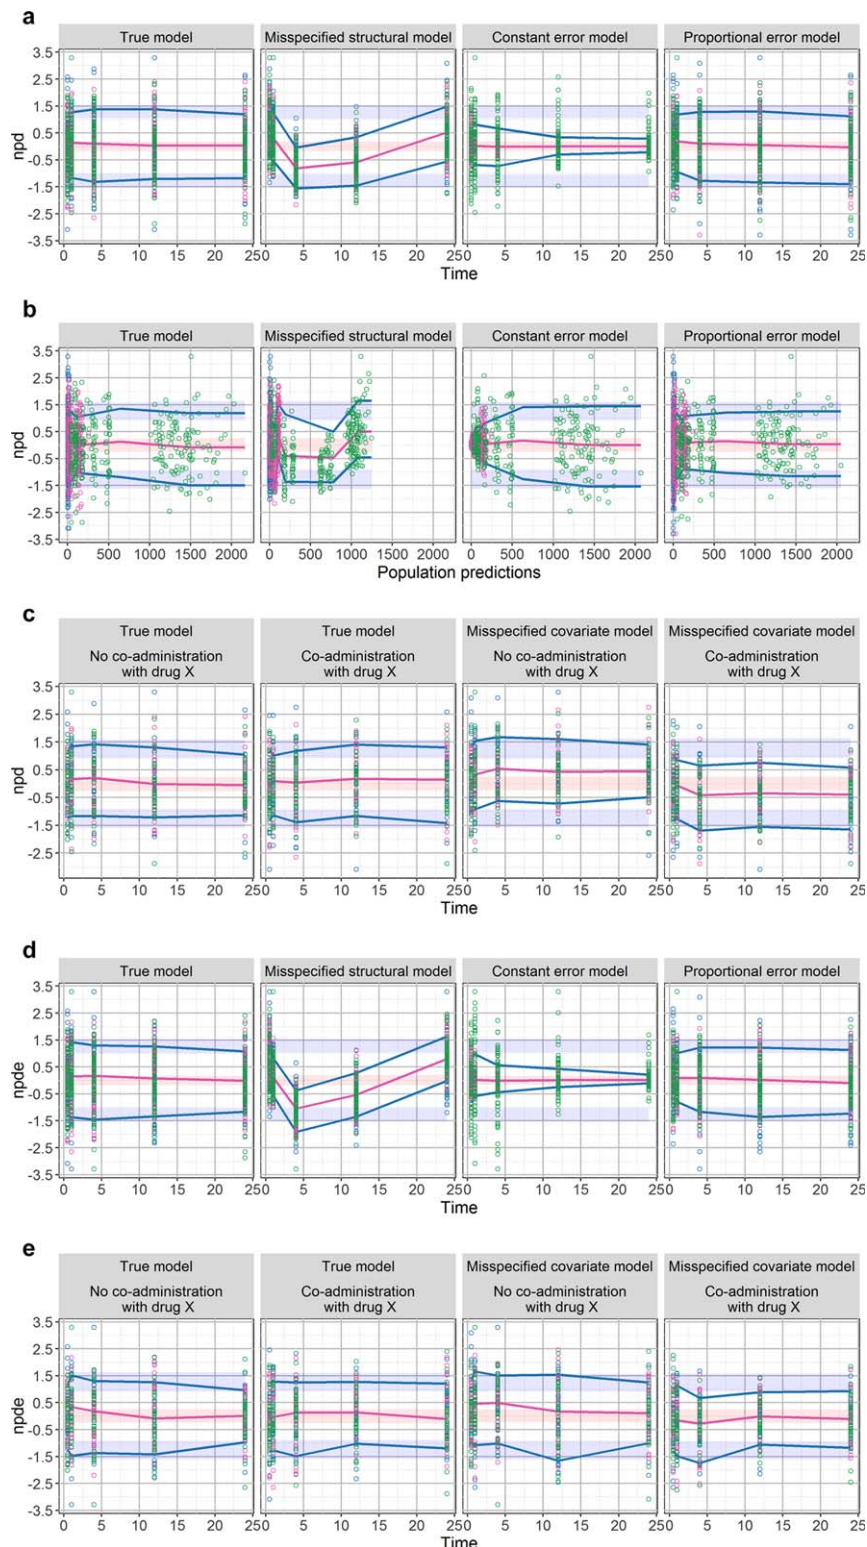 a
True model Misspecified structural model Constant error model Proportional error model
3.5
2.5
1.5
0.5
-0.5
-1.5
-2.5
-3.5
npd
0 5 10 15 20 25 0 5 10 15 20 25 0 5 10 15 20 25 0 5 10 15 20 25
Time
b
True model Misspecified structural model Constant error model Proportional error model
3.5
2.5
1.5
0.5
-0.5
-1.5
-2.5
-3.5
npd
0 500 1000 1500 2000 0 500 1000 1500 2000 0 500 1000 1500 2000 0 500 1000 1500 2000
Population predictions
c
True model True model Misspecified covariate model Misspecified covariate model
No co-administration Co-administration No co-administration Co-administration
with drug X with drug X with drug X with drug X
3.5
2.5
1.5
0.5
-0.5
-1.5
-2.5
npd
0 5 10 15 20 25 0 5 10 15 20 25 0 5 10 15 20 25 0 5 10 15 20 25
Time
d
True model Misspecified structural model Constant error model Proportional error model
3.5
2.5
1.5
0.5
-0.5
-1.5
-2.5
-3.5
npde
0 5 10 15 20 25 0 5 10 15 20 25 0 5 10 15 20 25 0 5 10 15 20 25
Time
e
True model True model Misspecified covariate model Misspecified covariate model
No co-administration Co-administration No co-administration Co-administration
with drug X with drug X with drug X with drug X
3.5
2.5
1.5
0.5
-0.5
-1.5
-2.5
-3.5
npde
0 5 10 15 20 25 0 5 10 15 20 25 0 5 10 15 20 25 0 5 10 15 20 25
Time